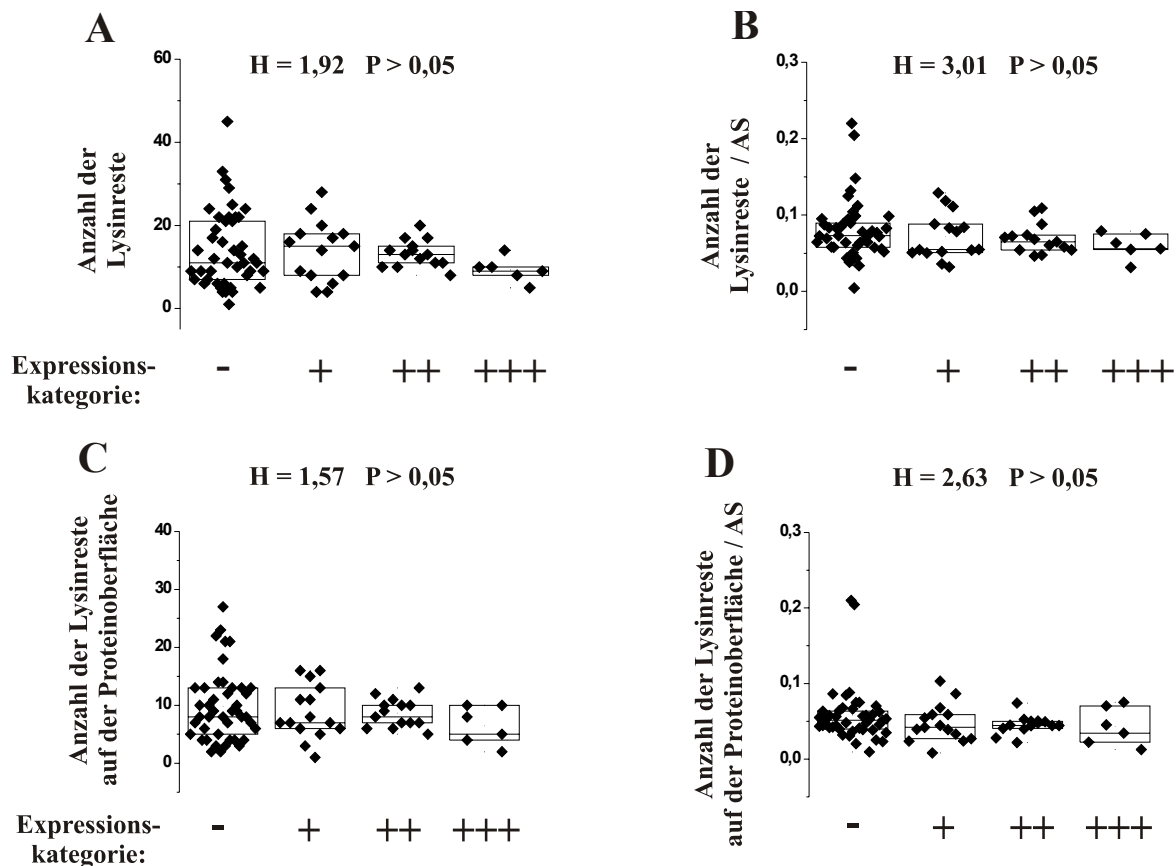 A
H = 1,92 P > 0,05
Anzahl der
Lysinreste
60
40
20
0
Expressions-
kategorie:
- + ++ +++
B
H = 3,01 P > 0,05
Anzahl der
Lysinreste / AS
0,3
0,2
0,1
0,0
- + ++ +++
C
H = 1,57 P > 0,05
Anzahl der Lysinreste
auf der Proteinoberfläche
40
30
20
10
0
Expressions-
kategorie:
- + ++ +++
D
H = 2,63 P > 0,05
Anzahl der Lysinreste
auf der Proteinoberfläche / AS
0,3
0,2
0,1
0,0
- + ++ +++